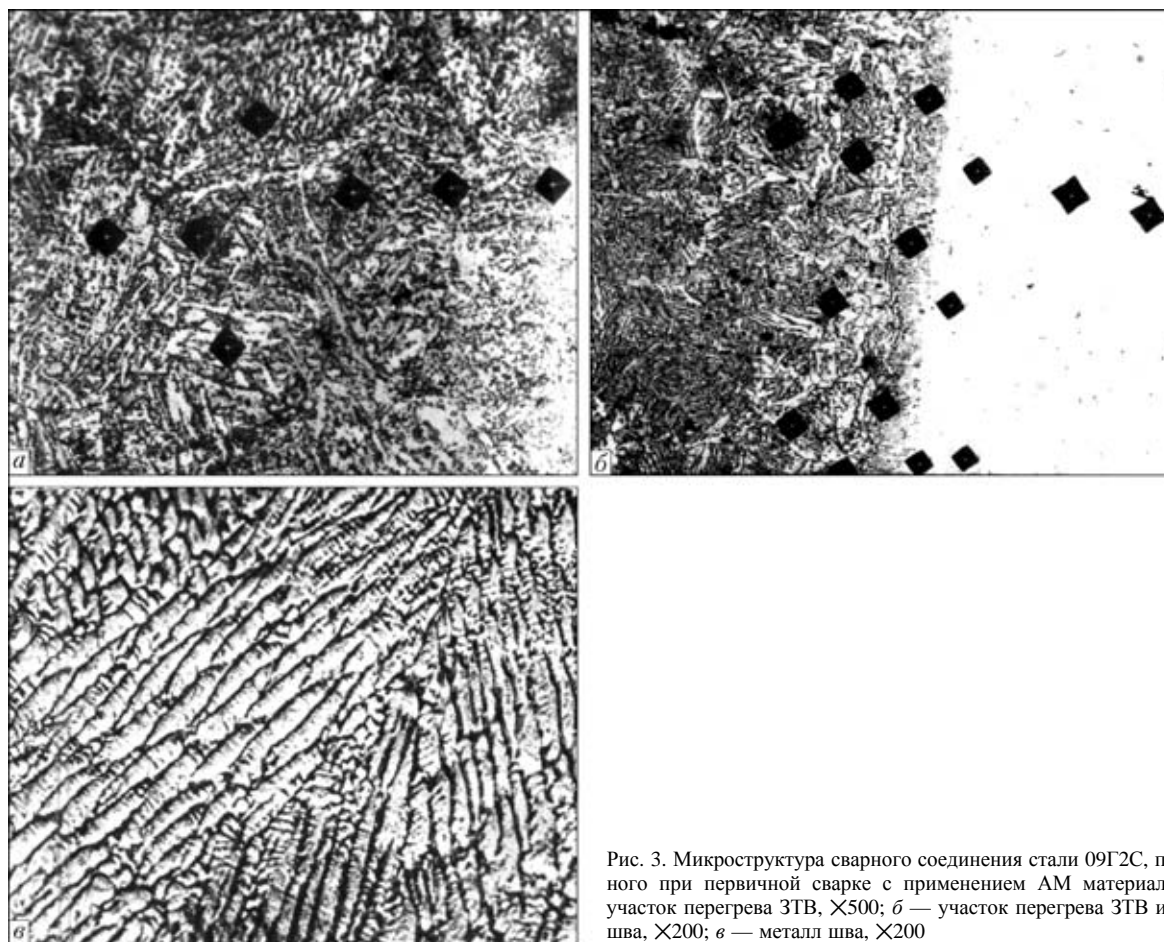 а
б
в
Рис. 3. Микроструктура сварного соединения стали 09Г2С, п
ного при первичной сварке с применением АМ материал
участок перегрева ЗТВ, ×500; б — участок перегрева ЗТВ и
шва, ×200; в — металл шва, ×200